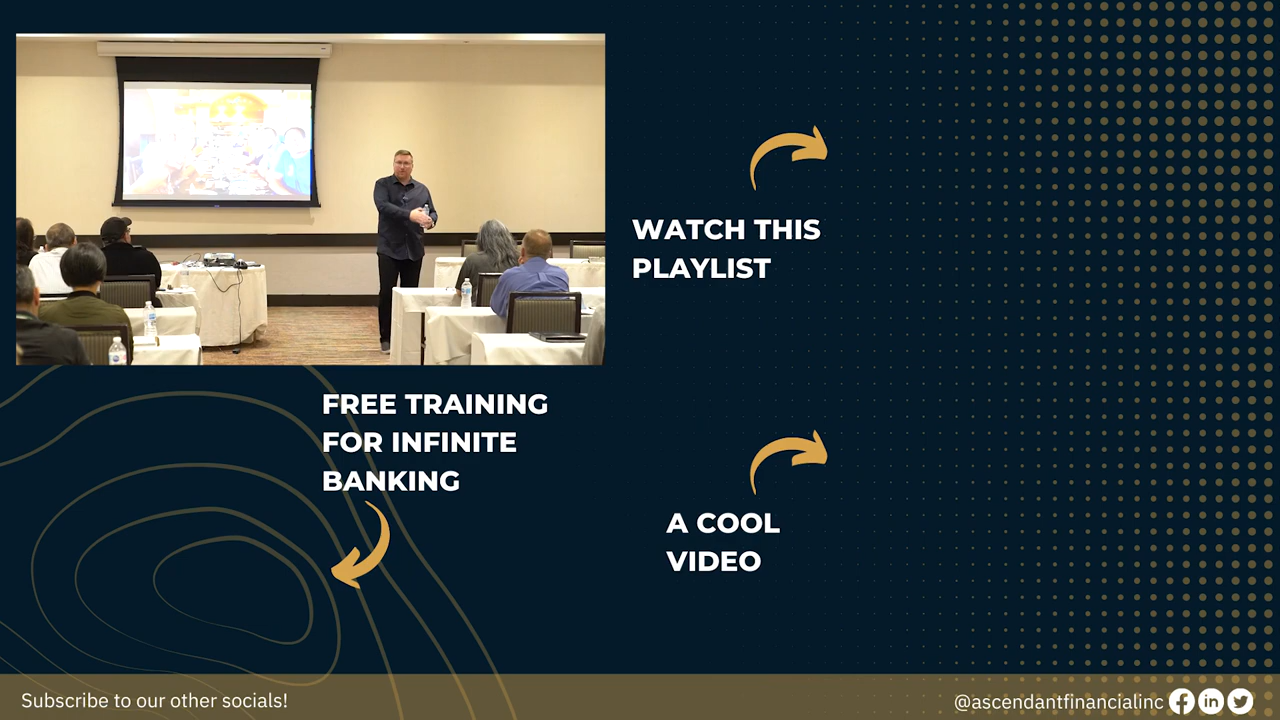 WATCH THIS
PLAYLIST
FREE TRAINING
FOR INFINITE
BANKING
A COOL
VIDEO
Subscribe to our other socials!
@ascendantfinancialinc